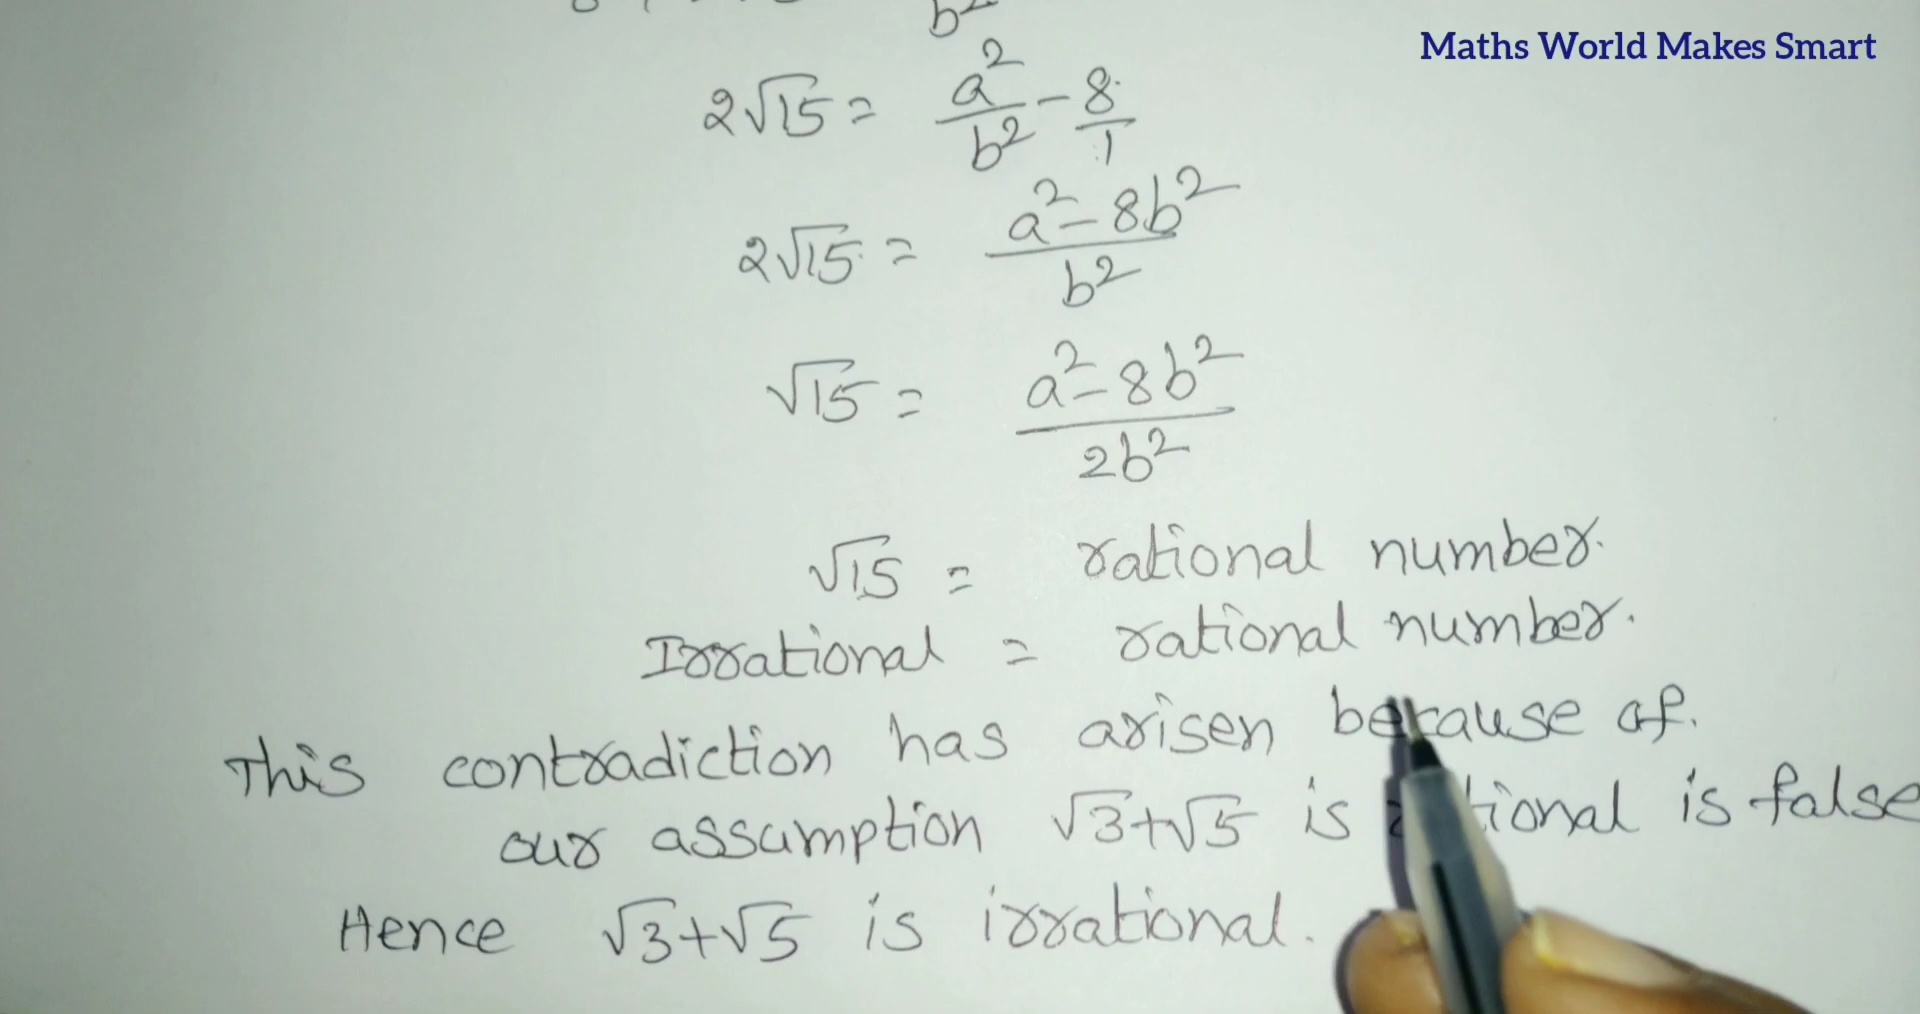 Maths World Makes Smart
b²
2√15 = a²/b² - 8/1
2√15 = a²-8b²/b²
√15 = a²-8b²/2b²
√15 = rational number.
Irrational = rational number.
This contradiction has arisen because of.
our assumption √3+√5 is rational is false
Hence √3+√5 is irrational.